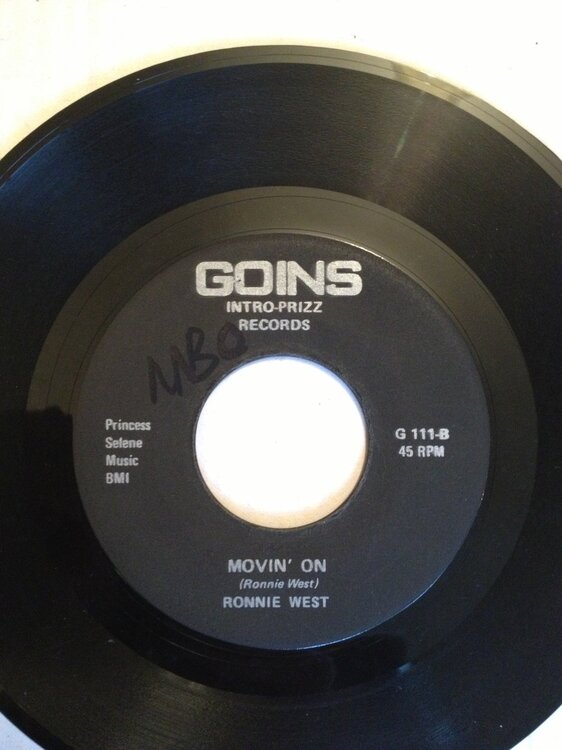 GOINS
INTRO-PRIZZ
RECORDS
MBO
Princess
Selene
Music
BMI
G 111-B
45 RPM
MOVIN' ON
(Ronnie West)
RONNIE WEST